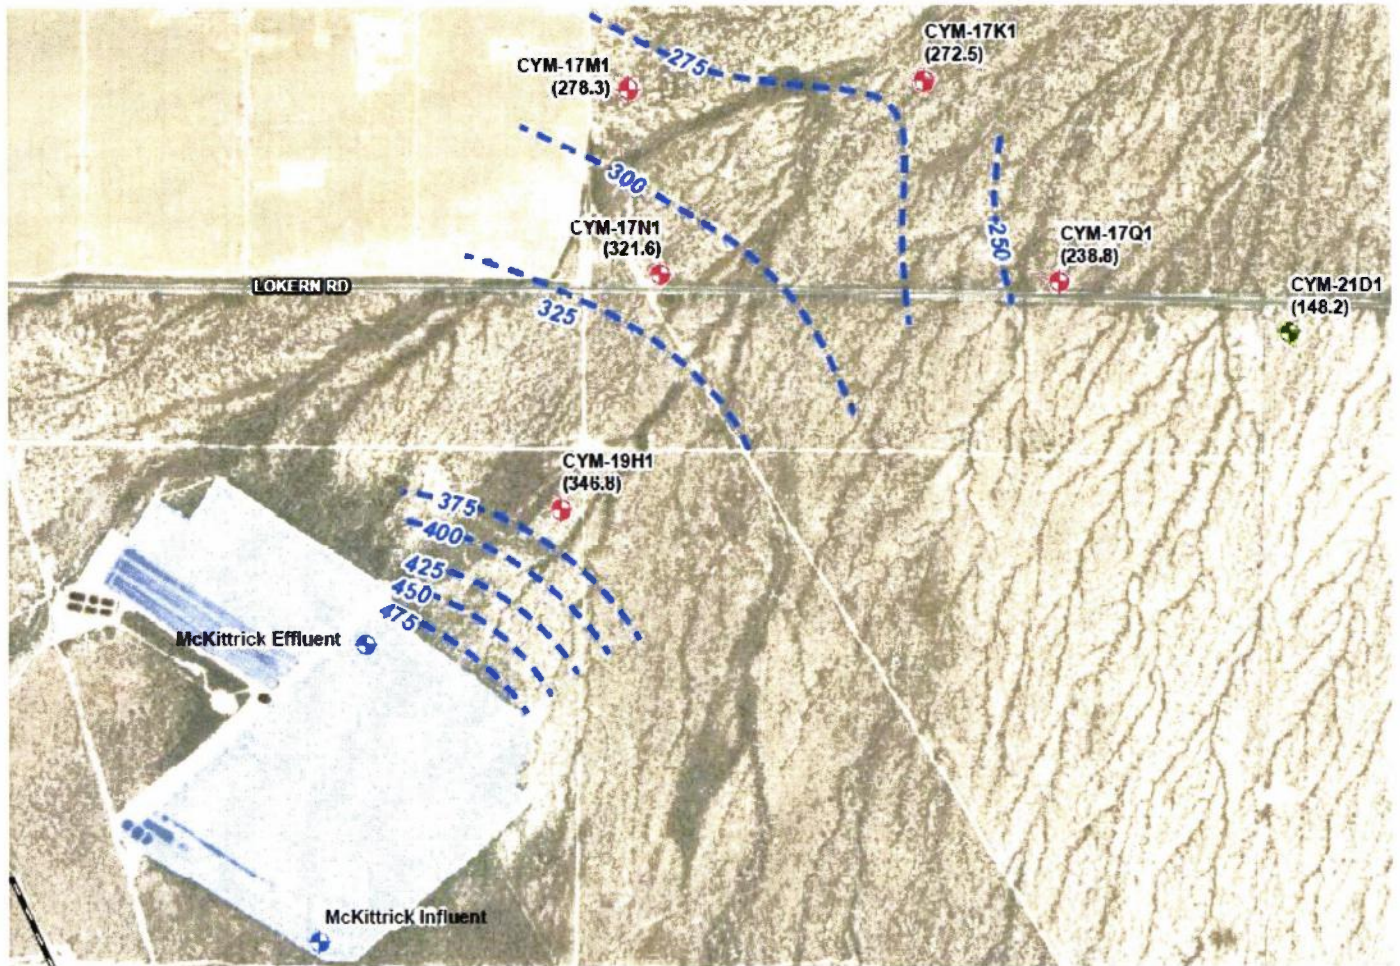 CYM-17K1
(272.5)
275
CYM-17M1
(278.3)
300
CYM-17N1
(321.6)
250
CYM-17Q1
(238.8)
LOKERN RD
CYM-21D1
(148.2)
325
CYM-19H1
(346.8)
375
400
425
450
475
McKittrick Effluent
McKittrick Influent